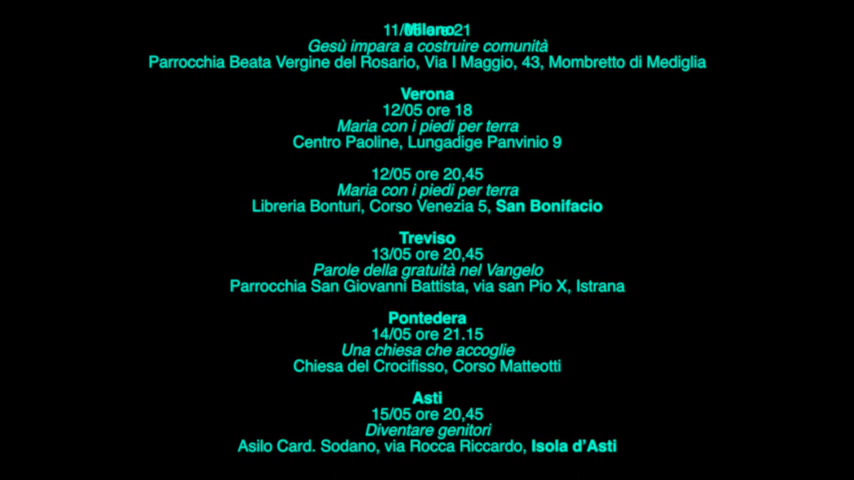 Milano
11/05 ore 21
Gesù impara a costruire comunità
Parrocchia Beata Vergine del Rosario, Via I Maggio, 43, Mombretto di Mediglia
Verona
12/05 ore 18
Maria con i piedi per terra
Centro Paoline, Lungadige Panvinio 9
12/05 ore 20,45
Maria con i piedi per terra
Libreria Bonturi, Corso Venezia 5, San Bonifacio
Treviso
13/05 ore 20,45
Parole della gratuità nel Vangelo
Parrocchia San Giovanni Battista, via san Pio X, Istrana
Pontedera
14/05 ore 21.15
Una chiesa che accoglie
Chiesa del Crocifisso, Corso Matteotti
Asti
15/05 ore 20,45
Diventare genitori
Asilo Card. Sodano, via Rocca Riccardo, Isola d'Asti